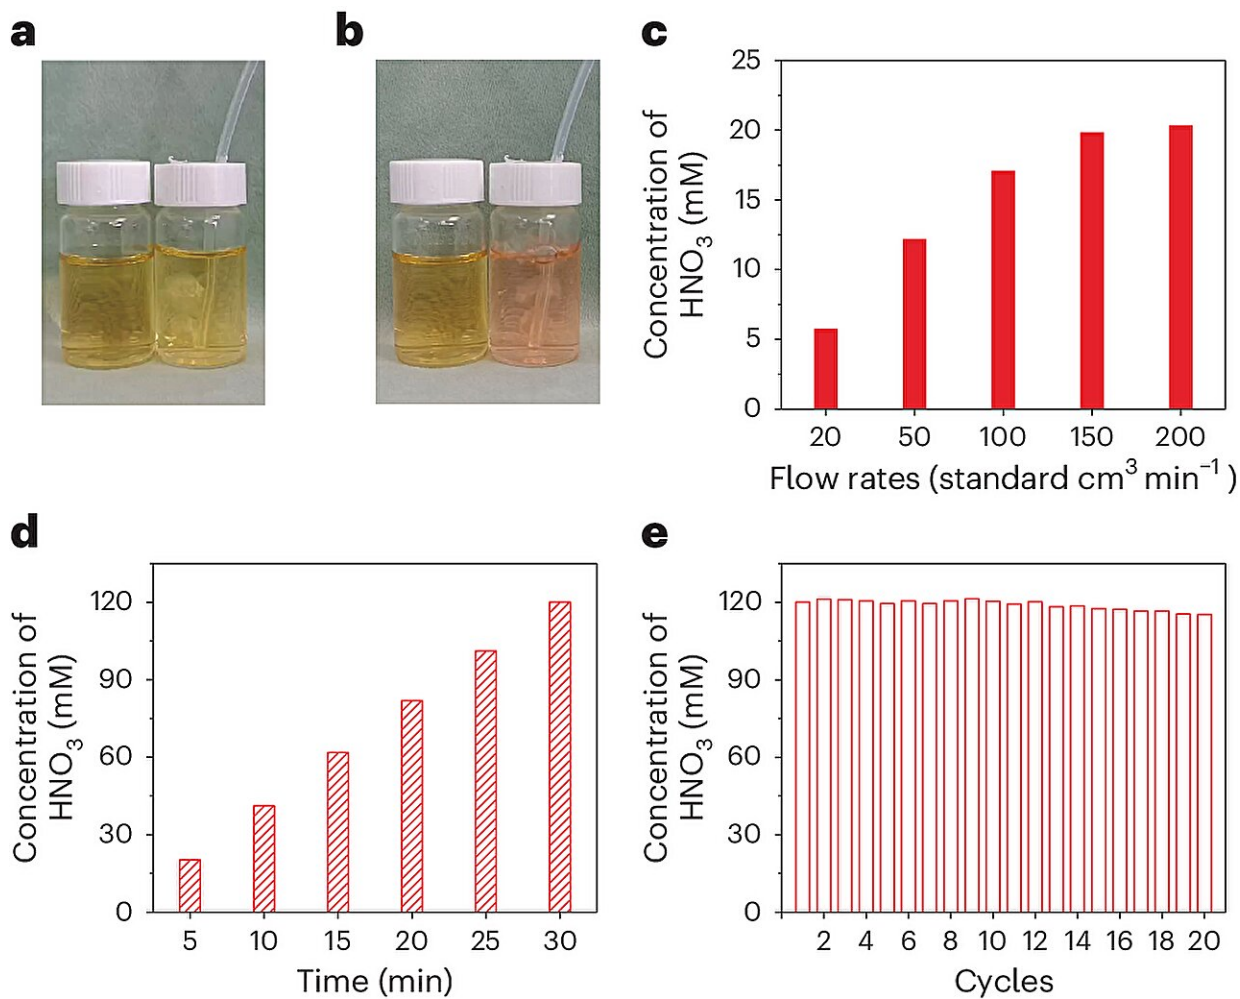 a
b
c
Concentration of
HNO₃ (mM)
25
20
15
10
5
0
20 50 100 150 200
Flow rates (standard cm³ min⁻¹ )
d
Concentration of
HNO₃ (mM)
120
90
60
30
0
5 10 15 20 25 30
Time (min)
e
Concentration of
HNO₃ (mM)
120
90
60
30
0
2 4 6 8 10 12 14 16 18 20
Cycles